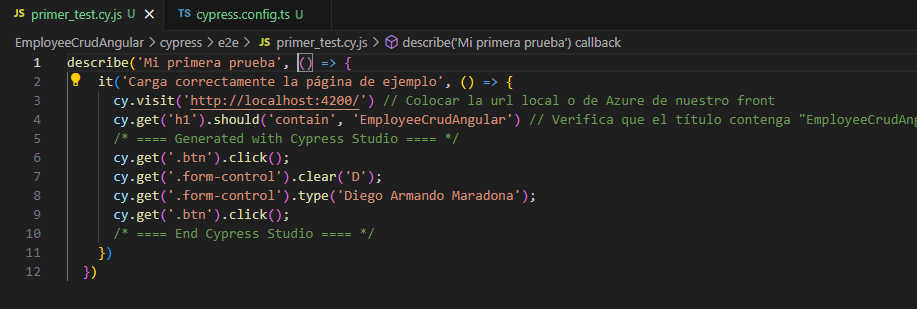 JS primer_test.cy.js U × TS cypress.config.ts U
EmployeeCrudAngular > cypress > e2e > JS primer_test.cy.js > describe('Mi primera prueba') callback
1 describe('Mi primera prueba', () => {
2 it('Carga correctamente la página de ejemplo', () => {
3 cy.visit('http://localhost:4200/') // Colocar la url local o de Azure de nuestro front
4 cy.get('h1').should('contain', 'EmployeeCrudAngular') // Verifica que el título contenga "EmployeeCrudAng
5 /* ==== Generated with Cypress Studio ==== */
6 cy.get('.btn').click();
7 cy.get('.form-control').clear('D');
8 cy.get('.form-control').type('Diego Armando Maradona');
9 cy.get('.btn').click();
10 /* ==== End Cypress Studio ==== */
11 })
12 })